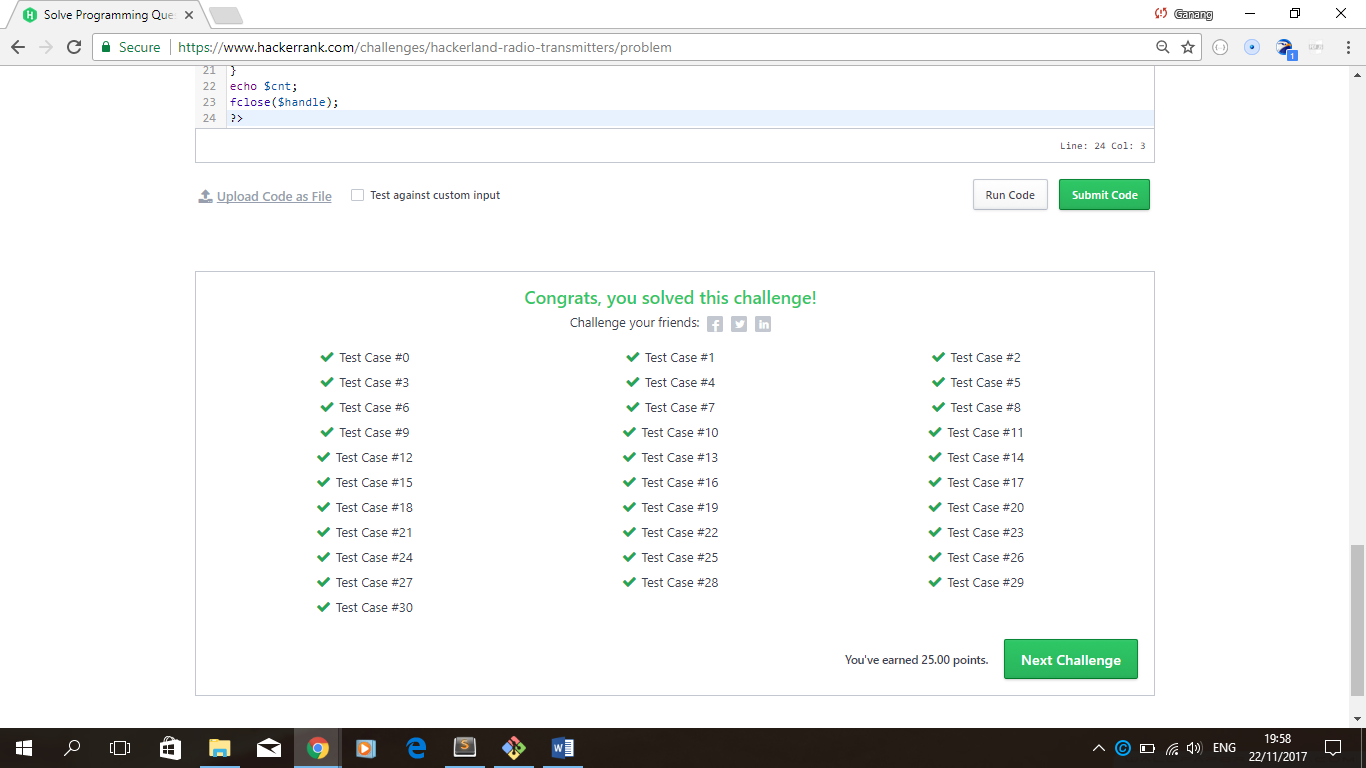 Solve Programming Que
Ganang
Secure
https://www.hackerrank.com/challenges/hackerland-radio-transmitters/problem
1
21 }
22 echo $cnt;
23 fclose($handle);
24 ?>
Line: 24 Col: 3
Upload Code as File
Test against custom input
Run Code
Submit Code
Congrats, you solved this challenge!
Challenge your friends:
Test Case #0 Test Case #1 Test Case #2
Test Case #3 Test Case #4 Test Case #5
Test Case #6 Test Case #7 Test Case #8
Test Case #9 Test Case #10 Test Case #11
Test Case #12 Test Case #13 Test Case #14
Test Case #15 Test Case #16 Test Case #17
Test Case #18 Test Case #19 Test Case #20
Test Case #21 Test Case #22 Test Case #23
Test Case #24 Test Case #25 Test Case #26
Test Case #27 Test Case #28 Test Case #29
Test Case #30
You've earned 25.00 points.
Next Challenge
ENG
19:58
22/11/2017